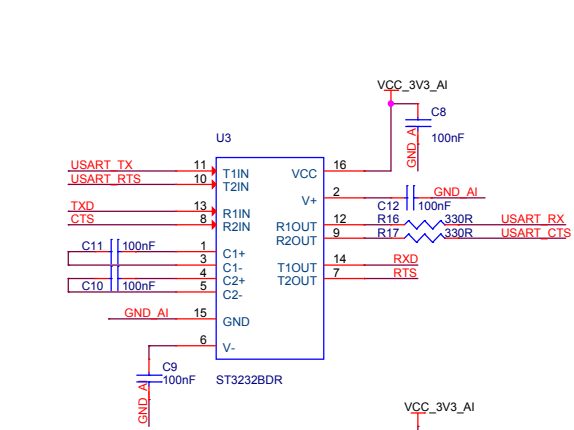 VCC_3V3_AI
C8
100nF
GND_AI
U3
USART_TX 11 T1IN VCC 16
USART_RTS 10 T2IN
V+ 2 GND_AI
C12 100nF
TXD 13 R1IN R1OUT 12 R16 330R USART_RX
CTS 8 R2IN R2OUT 9 R17 330R USART_CTS
C11 100nF 1 C1+
3 C1- T1OUT 14 RXD
4 C2+ T2OUT 7 RTS
C10 100nF 5 C2-
GND_AI 15 GND
6 V-
C9
100nF
GND_AI
ST3232BDR
VCC_3V3_AI